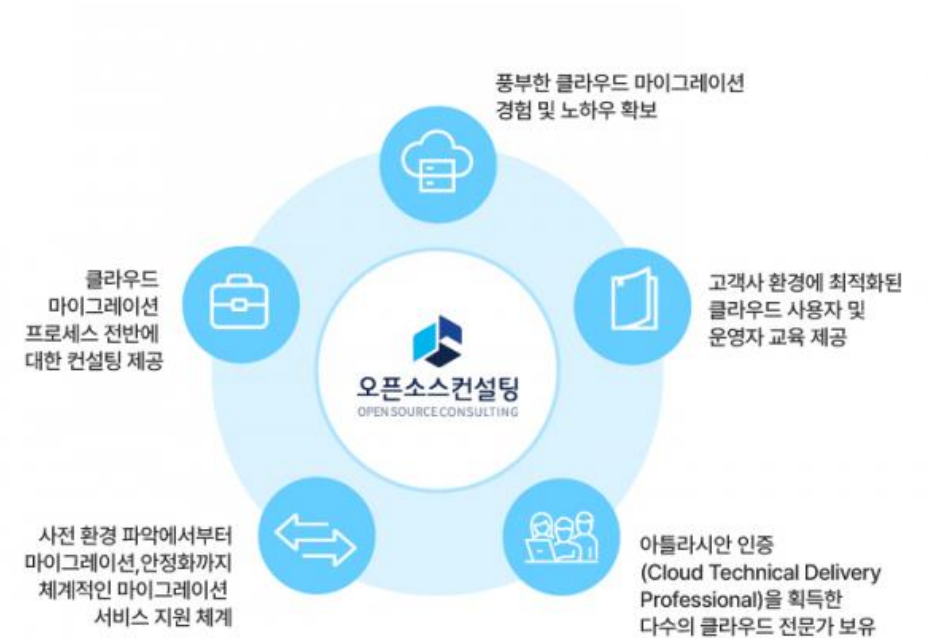 풍부한 클라우드 마이그레이션
경험 및 노하우 확보
클라우드
마이그레이션
프로세스 전반에
대한 컨설팅 제공
고객사 환경에 최적화된
클라우드 사용자 및
운영자 교육 제공
오픈소스컨설팅
OPEN SOURCE CONSULTING
사전 환경 파악에서부터
마이그레이션,안정화까지
체계적인 마이그레이션
서비스 지원 체계
아틀라시안 인증
(Cloud Technical Delivery
Professional)을 획득한
다수의 클라우드 전문가 보유